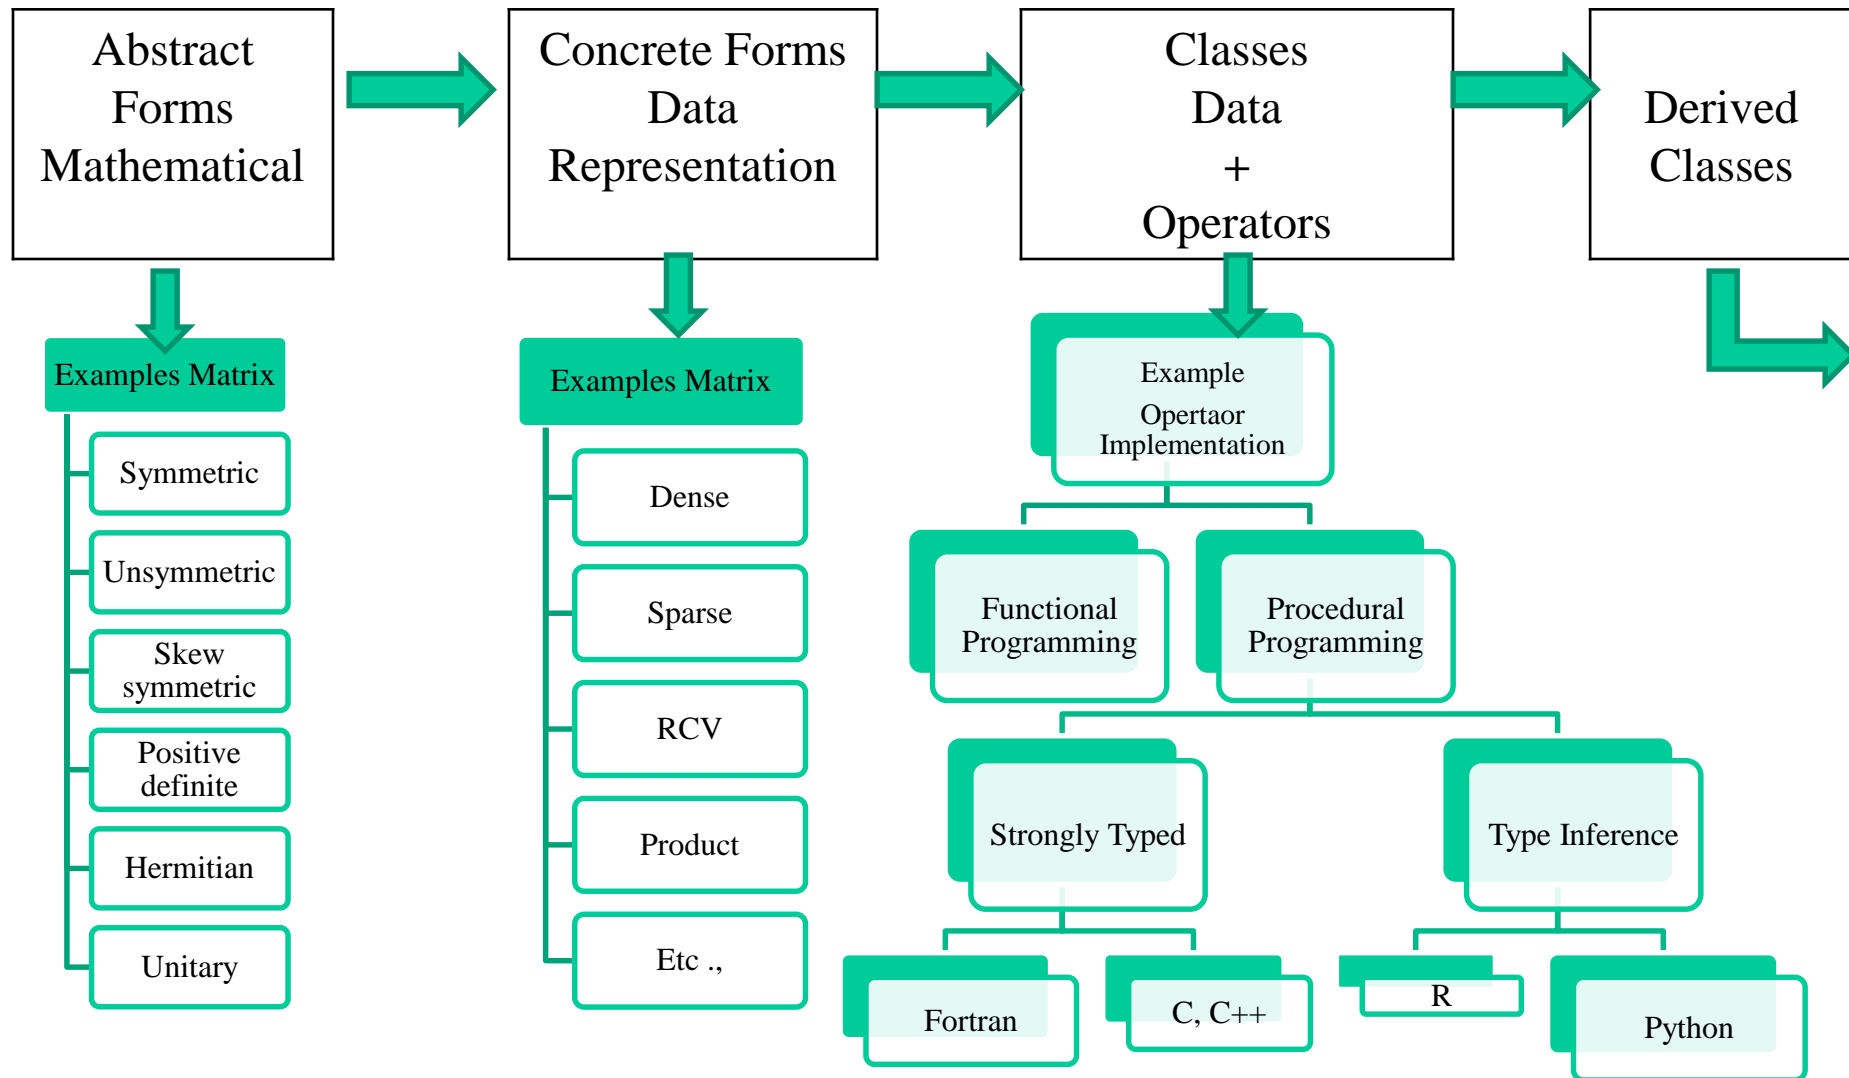 Abstract
Forms
Mathematical
Concrete Forms
Data
Representation
Classes
Data
+
Operators
Derived
Classes
Examples Matrix
Symmetric
Unsymmetric
Skew
symmetric
Positive
definite
Hermitian
Unitary
Examples Matrix
Dense
Sparse
RCV
Product
Etc .,
Example
Opertaor
Implementation
Functional
Programming
Procedural
Programming
Strongly Typed
Type Inference
Fortran
C, C++
R
Python